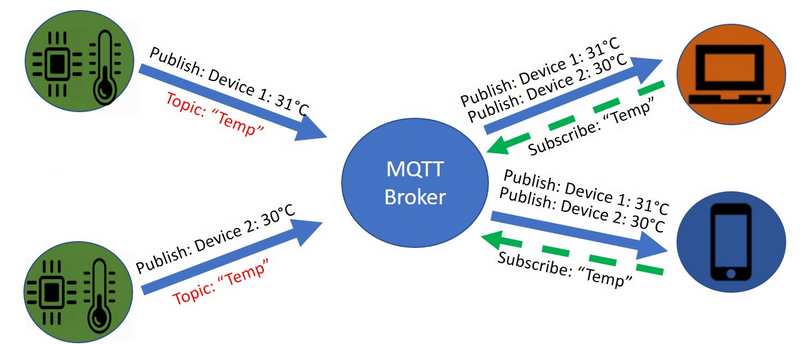 Publish: Device 1: 31°C
Topic: “Temp”
Publish: Device 2: 30°C
Topic: “Temp”
MQTT
Broker
Publish: Device 1: 31°C
Publish: Device 2: 30°C
Subscribe: “Temp”
Publish: Device 1: 31°C
Publish: Device 2: 30°C
Subscribe: “Temp”